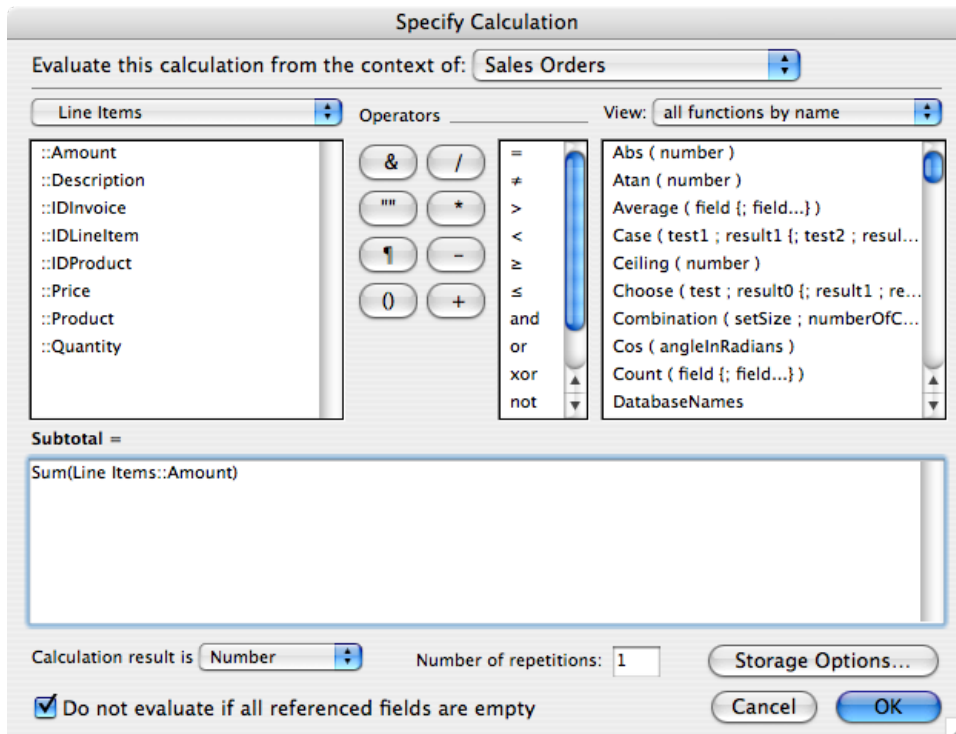 Specify Calculation
Evaluate this calculation from the context of: Sales Orders
Line Items
Operators
View: all functions by name
::Amount
::Description
::IDInvoice
::IDLineItem
::IDProduct
::Price
::Product
::Quantity
& /
"" *
¶ –
() +
=
≠
>
<
≥
≤
and
or
xor
not
Abs ( number )
Atan ( number )
Average ( field {; field...} )
Case ( test1 ; result1 {; test2 ; resul...
Ceiling ( number )
Choose ( test ; result0 {; result1 ; re...
Combination ( setSize ; numberOfC...
Cos ( angleInRadians )
Count ( field {; field...} )
DatabaseNames
Subtotal =
Sum(Line Items::Amount)
Calculation result is Number
Number of repetitions: 1
Storage Options...
Do not evaluate if all referenced fields are empty
Cancel
OK